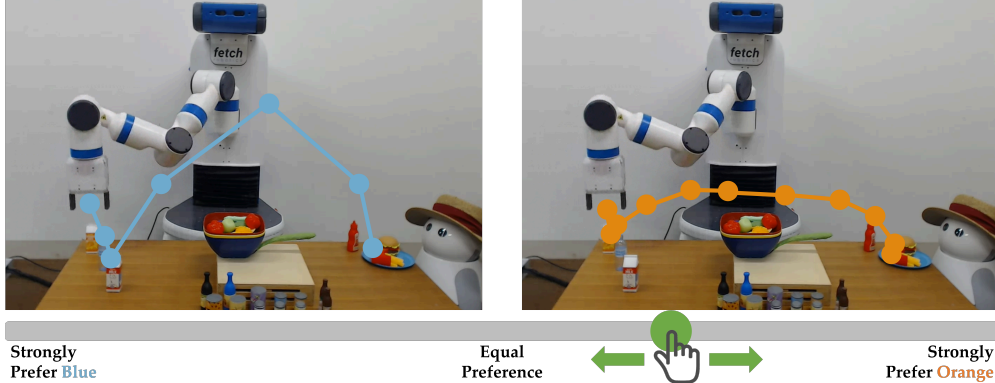 fetch
fetch
Strongly
Prefer Blue
Equal
Preference
Strongly
Prefer Orange